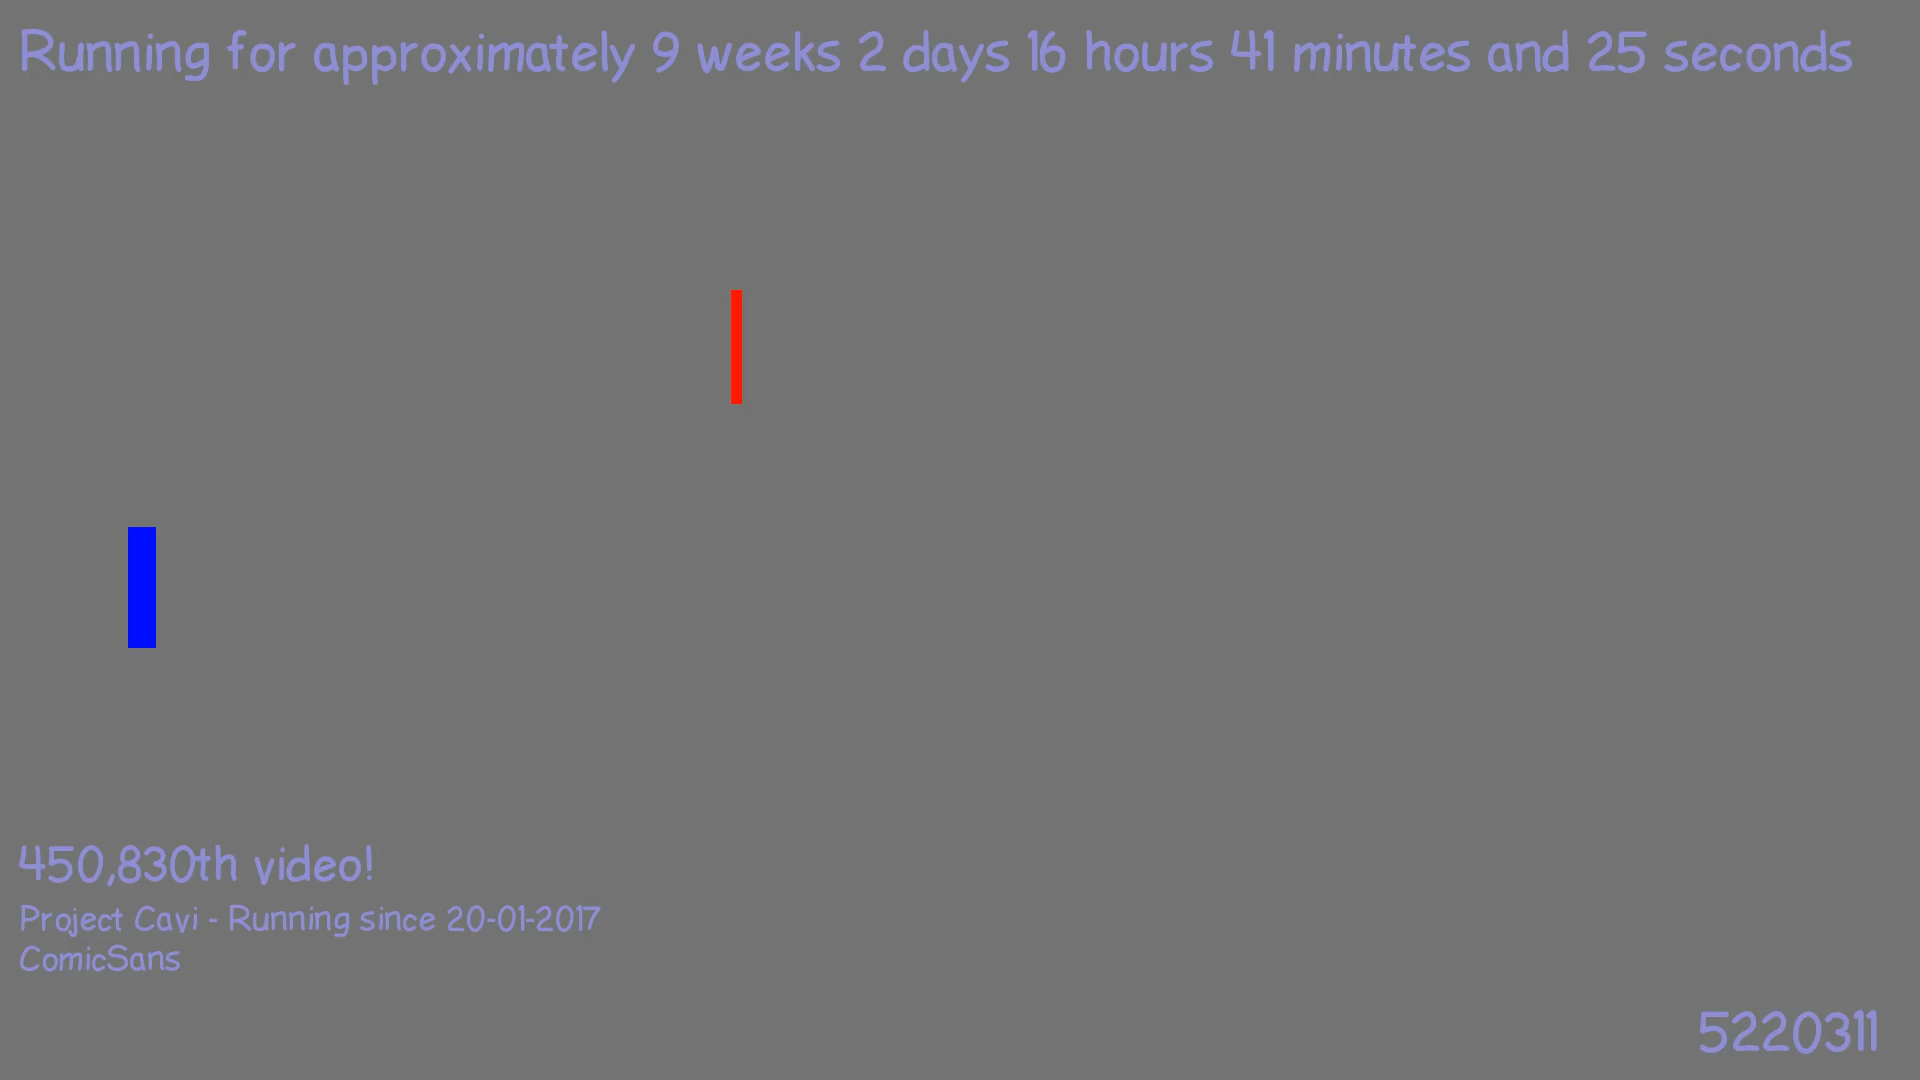 Running for approximately 9 weeks 2 days 16 hours 41 minutes and 25 seconds
450,830th video!
Project Cavi - Running since 20-01-2017
ComicSans
5220311